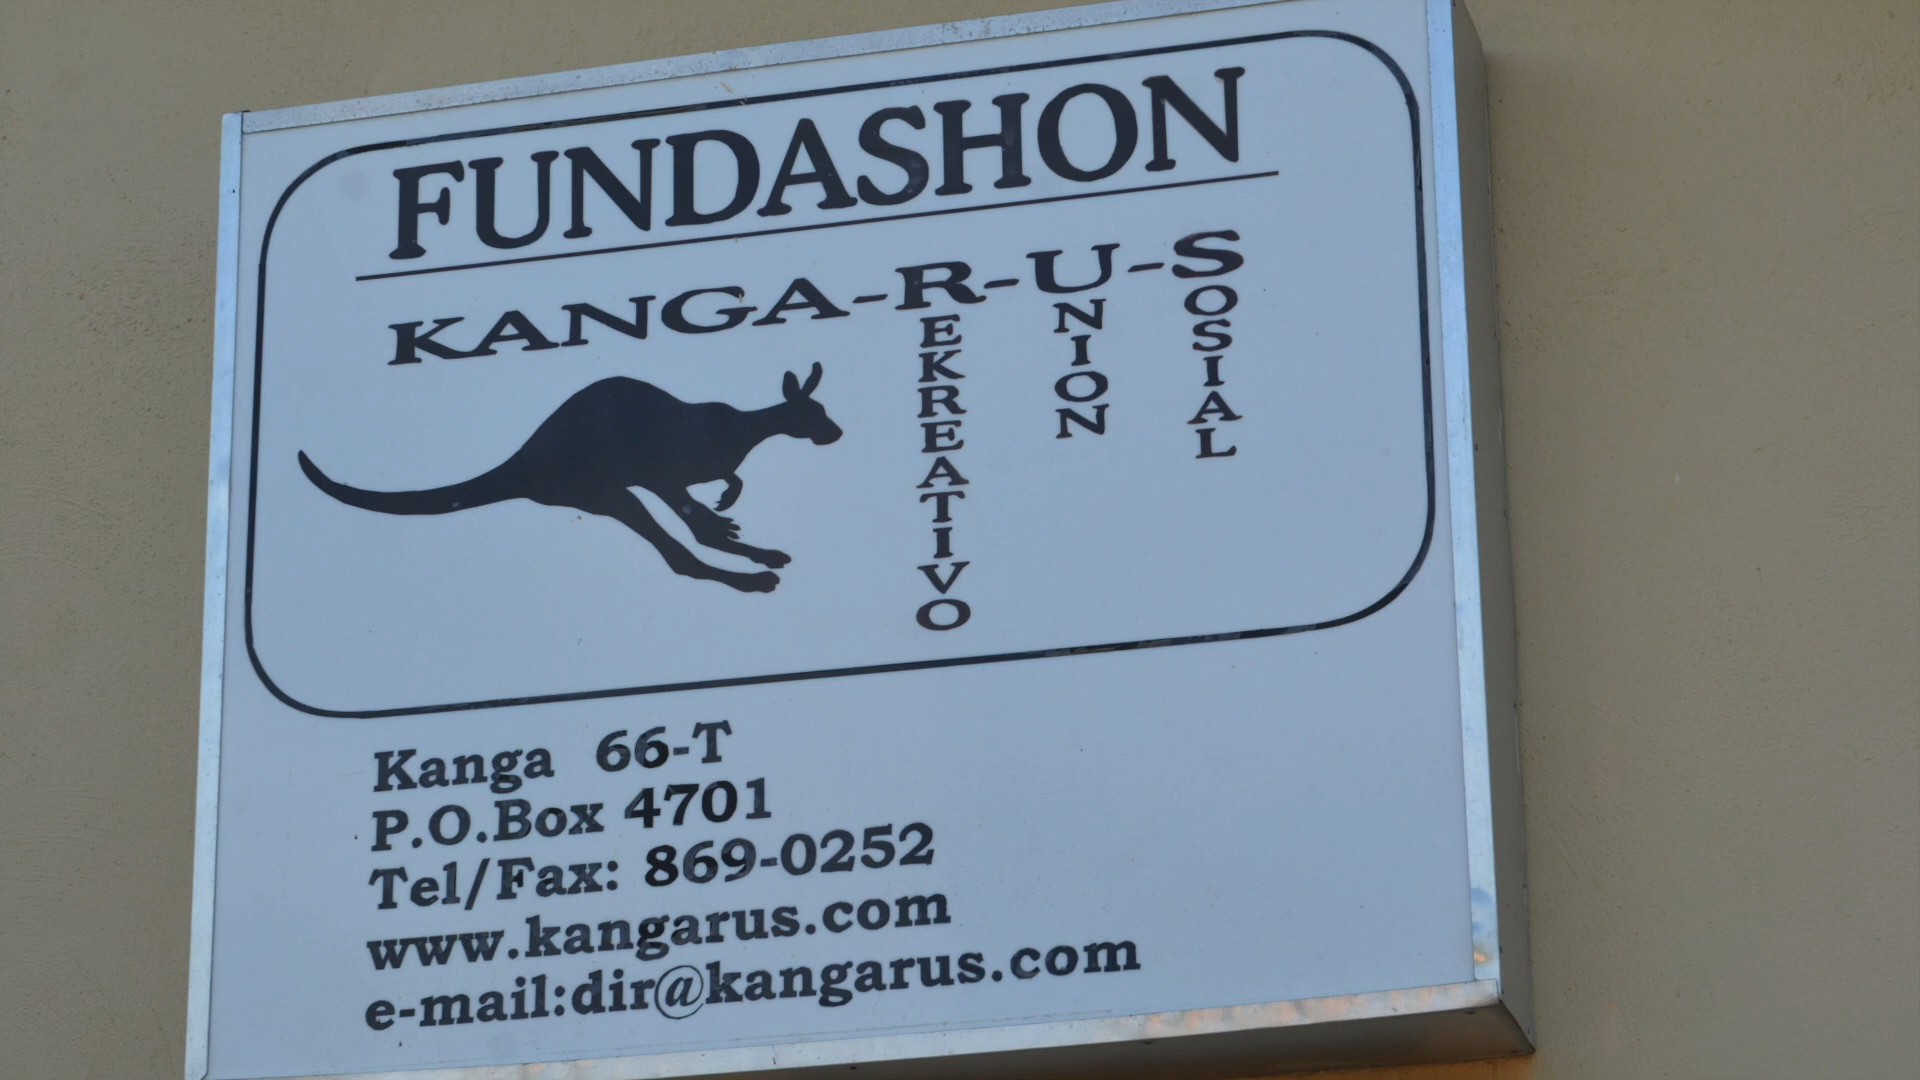 FUNDASHON
KANGA-R-U-S
REKREATIVO
UNION
SOSIAL
Kanga 66-T
P.O.Box 4701
Tel/Fax: 869-0252
www.kangarus.com
e-mail:dir@kangarus.com